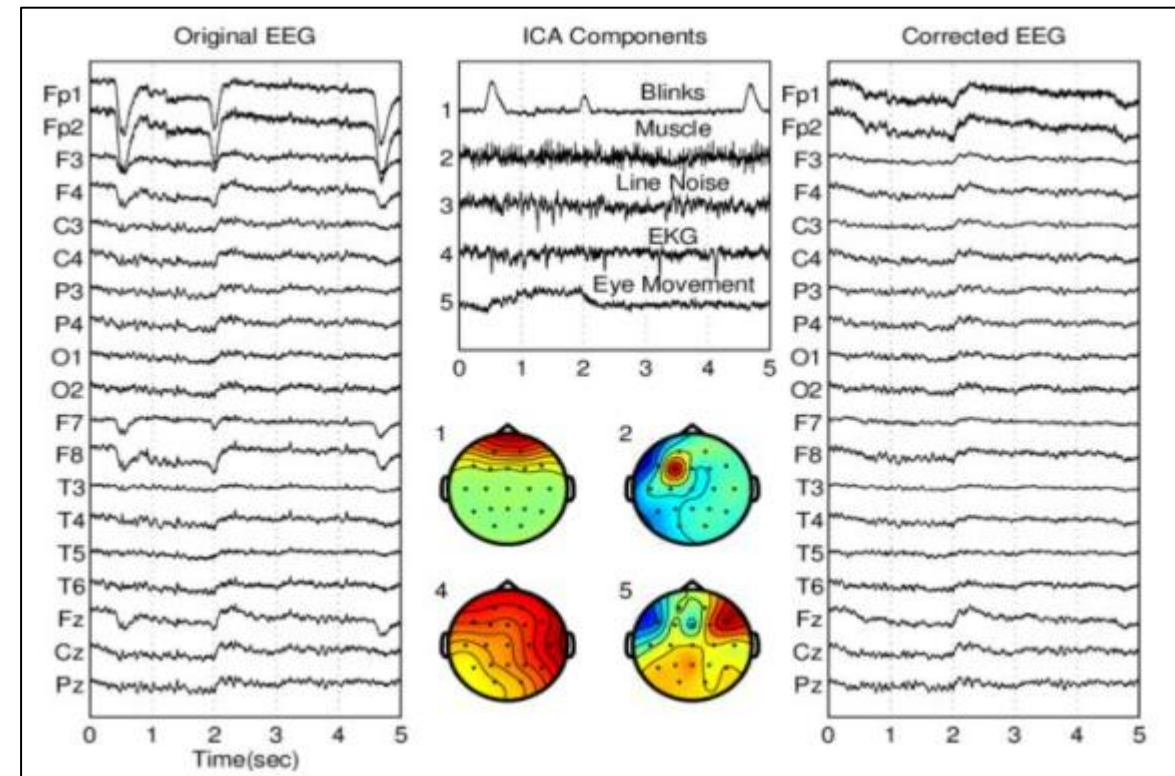 Original EEG
Fp1
Fp2
F3
F4
C3
C4
P3
P4
O1
O2
F7
F8
T3
T4
T5
T6
Fz
Cz
Pz
0 1 2 3 4 5
Time(sec)
ICA Components
Blinks
1
Muscle
2
Line Noise
3
EKG
4
Eye Movement
5
0 1 2 3 4 5
1 2
4 5
Corrected EEG
Fp1
Fp2
F3
F4
C3
C4
P3
P4
O1
O2
F7
F8
T3
T4
T5
T6
Fz
Cz
Pz
0 1 2 3 4 5